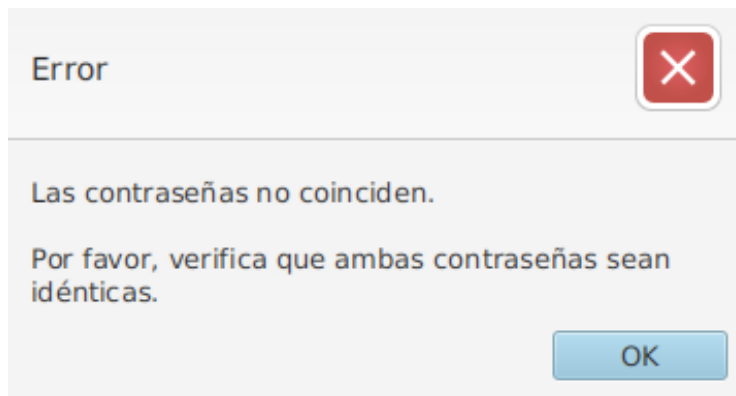 Error
Las contraseñas no coinciden.
Por favor, verifica que ambas contraseñas sean
idénticas.
OK